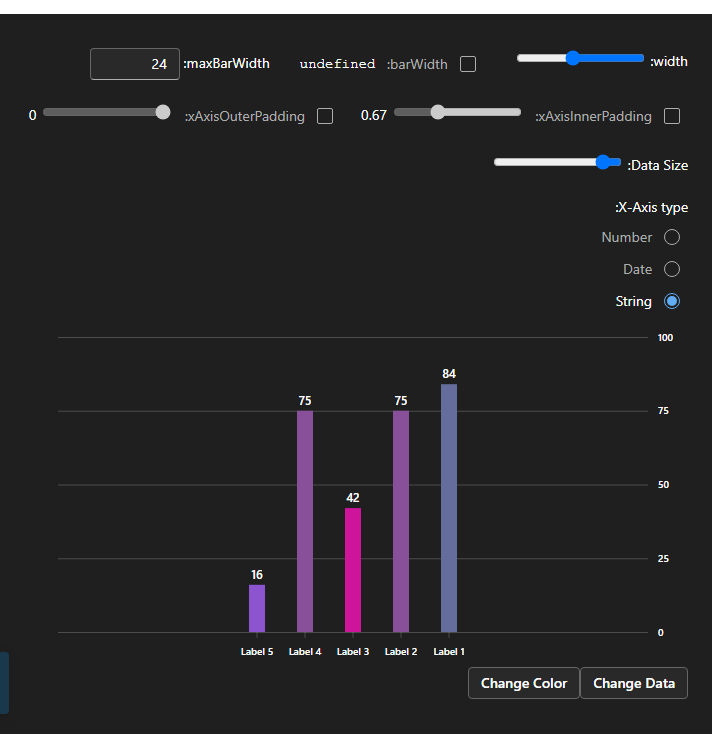 :width
:barWidth undefined
:maxBarWidth 24
:xAxisInnerPadding 0.67
:xAxisOuterPadding 0
:Data Size
:X-Axis type
Number
Date
String
100
75
50
25
0
84
75
42
75
16
Label 1
Label 2
Label 3
Label 4
Label 5
Change Data
Change Color